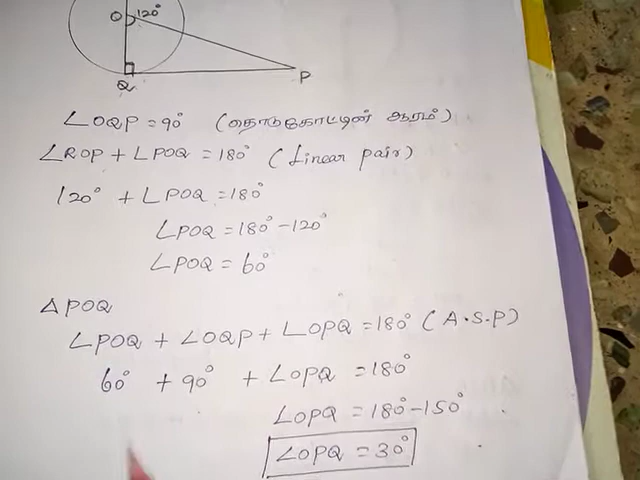 O 120°
Q P
∠OQP = 90° (தொடுகோட்டின் ஆரம்)
∠ROP + ∠POQ = 180° (Linear pair)
120° + ∠POQ = 180°
∠POQ = 180° - 120°
∠POQ = 60°
△POQ
∠POQ + ∠OQP + ∠OPQ = 180° (A.S.P)
60° + 90° + ∠OPQ = 180°
∠OPQ = 180° - 150°
∠OPQ = 30°